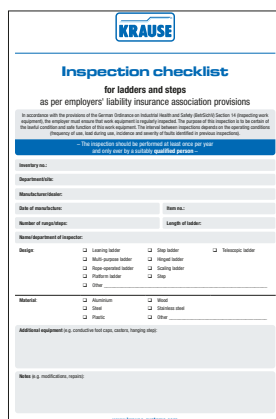 KRAUSE
Inspection checklist
for ladders and steps
as per employers' liability insurance association provisions
In accordance with the provisions of the German Ordinance on Industrial Health and Safety (BetrSichV) Section 14 (inspecting work
equipment), the employer must ensure that work equipment is regularly inspected. The purpose of this inspection is to be certain of
the lawful condition and safe function of this work equipment. The interval between inspections depends on the operating conditions
(frequency of use, load during use, incidence and severity of faults identified in previous inspections).
– The inspection should be performed at least once per year
and only ever by a suitably qualified person –
Inventory no.:
Department/site:
Manufacturer/dealer:
Date of manufacture: Item no.:
Number of rungs/steps: Length of ladder:
Name/department of inspector:
Design: ❑ Leaning ladder ❑ Step ladder ❑ Telescopic ladder
❑ Multi-purpose ladder ❑ Hinged ladder
❑ Rope-operated ladder ❑ Scaling ladder
❑ Platform ladder ❑ Step
❑ Other
Material: ❑ Aluminium ❑ Wood
❑ Steel ❑ Stainless steel
❑ Plastic ❑ Other
Additional equipment (e.g. conductive foot caps, castors, hanging step):
Notes (e.g. modifications, repairs):